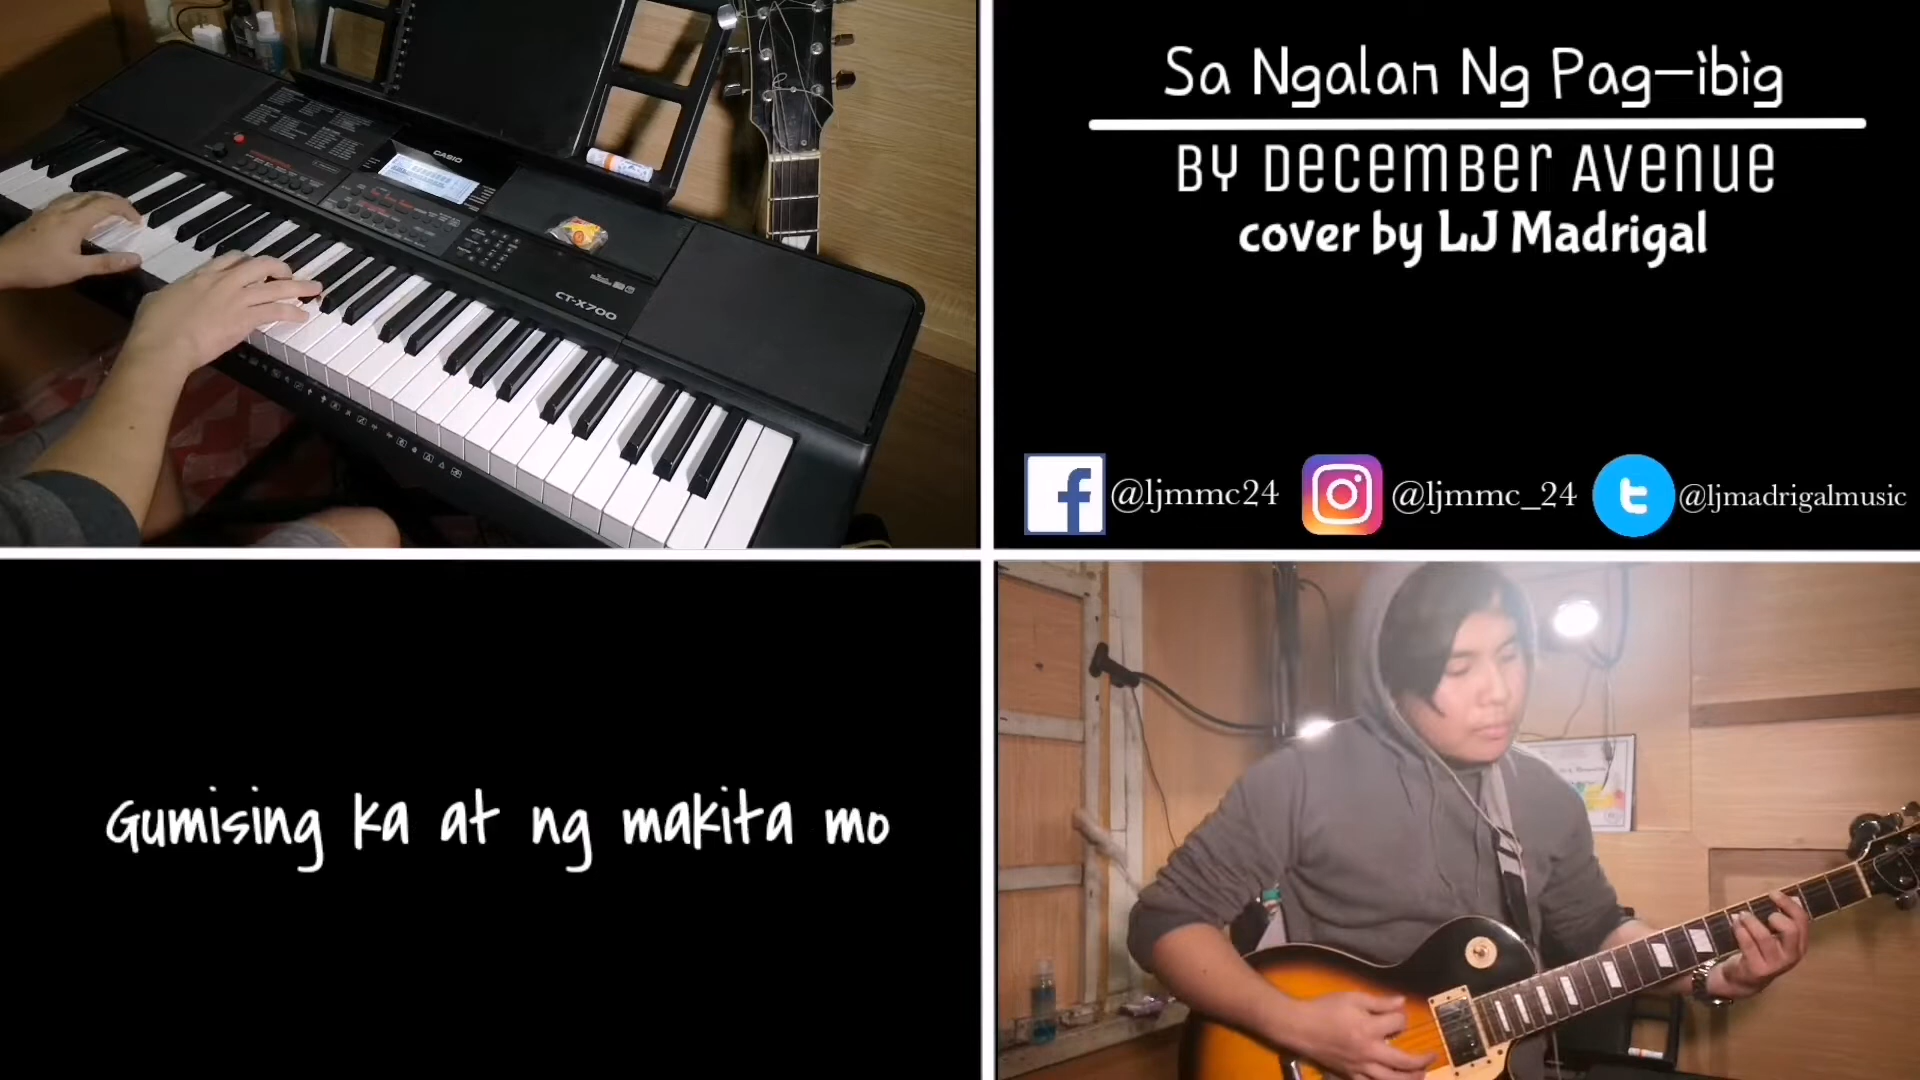 CASIO
CT-X700
Sa Ngalan Ng Pag-ibig
BY DECEMBER AVENUE
cover by LJ Madrigal
@ljmmc24
@ljmmc_24
@ljmadrigalmusic
Gumising ka at ng makita mo